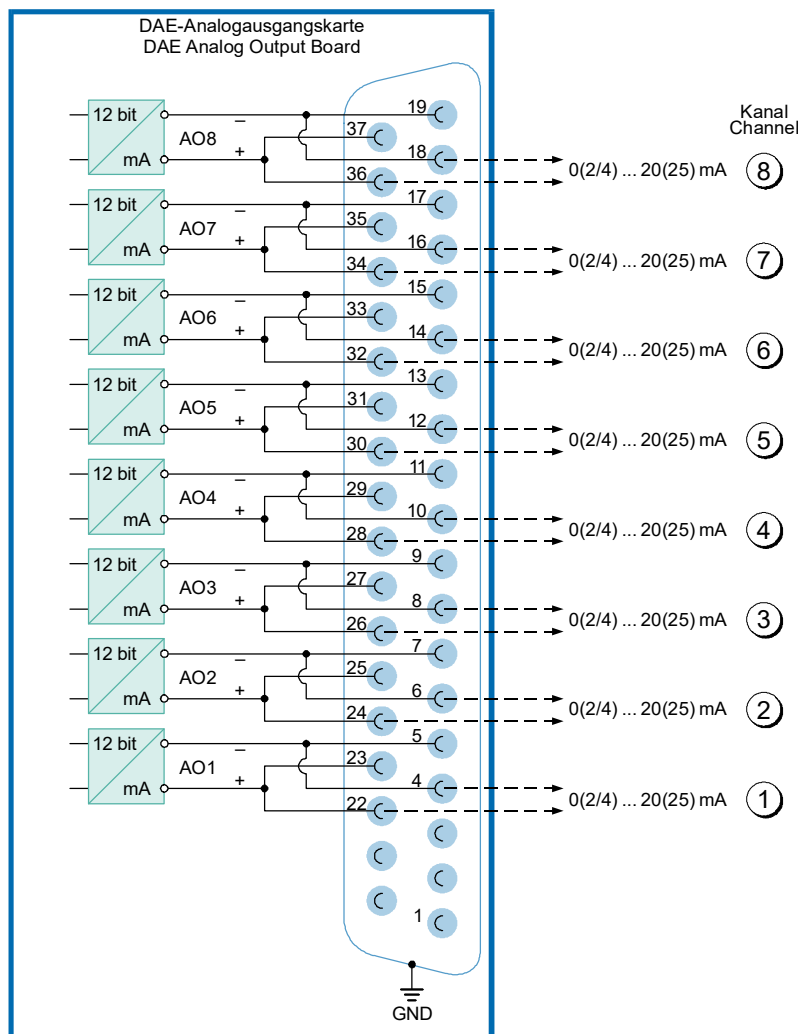 DAE-Analogausgangskarte
DAE Analog Output Board
Kanal
Channel
12 bit
mA
AO8
–
+
19
37
18
36
0(2/4) ... 20(25) mA
8
12 bit
mA
AO7
–
+
17
35
16
34
0(2/4) ... 20(25) mA
7
12 bit
mA
AO6
–
+
15
33
14
32
0(2/4) ... 20(25) mA
6
12 bit
mA
AO5
–
+
13
31
12
30
0(2/4) ... 20(25) mA
5
12 bit
mA
AO4
–
+
11
29
10
28
0(2/4) ... 20(25) mA
4
12 bit
mA
AO3
–
+
9
27
8
26
0(2/4) ... 20(25) mA
3
12 bit
mA
AO2
–
+
7
25
6
24
0(2/4) ... 20(25) mA
2
12 bit
mA
AO1
–
+
5
23
4
22
0(2/4) ... 20(25) mA
1
1
GND